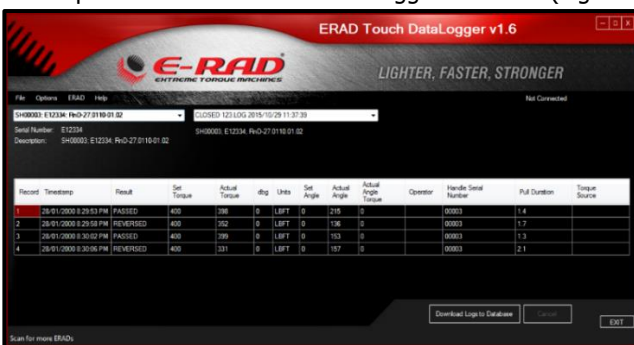 ERAD Touch DataLogger v1.6
E-RAD
EXTREME TORQUE MACHINES
LIGHTER, FASTER, STRONGER
File Options ERAD Help
Not Connected
SH00003: E12334: RnD-27.0110-01.02
CLOSED 123.LOG 2015/10/29 11:37:39
Serial Number: E12334
SH00003; E12334; RnD-27.0110-01.02
Description: SH00003; E12334; RnD-27.0110-01.02
Record Timestamp Result Set Torque Actual Torque dbg Units Set Angle Actual Angle Actual Angle Torque Operator Handle Serial Number Pull Duration Torque Source
1 28/01/2000 8:29:53 PM PASSED 400 398 0 LBFT 0 215 0 00003 1.4
2 28/01/2000 8:29:58 PM REVERSED 400 352 0 LBFT 0 136 0 00003 1.7
3 28/01/2000 8:30:02 PM PASSED 400 399 0 LBFT 0 153 0 00003 1.3
4 28/01/2000 8:30:06 PM REVERSED 400 331 0 LBFT 0 157 0 00003 2.1
Download Logs to Database Cancel
EXIT
Scan for more ERADs